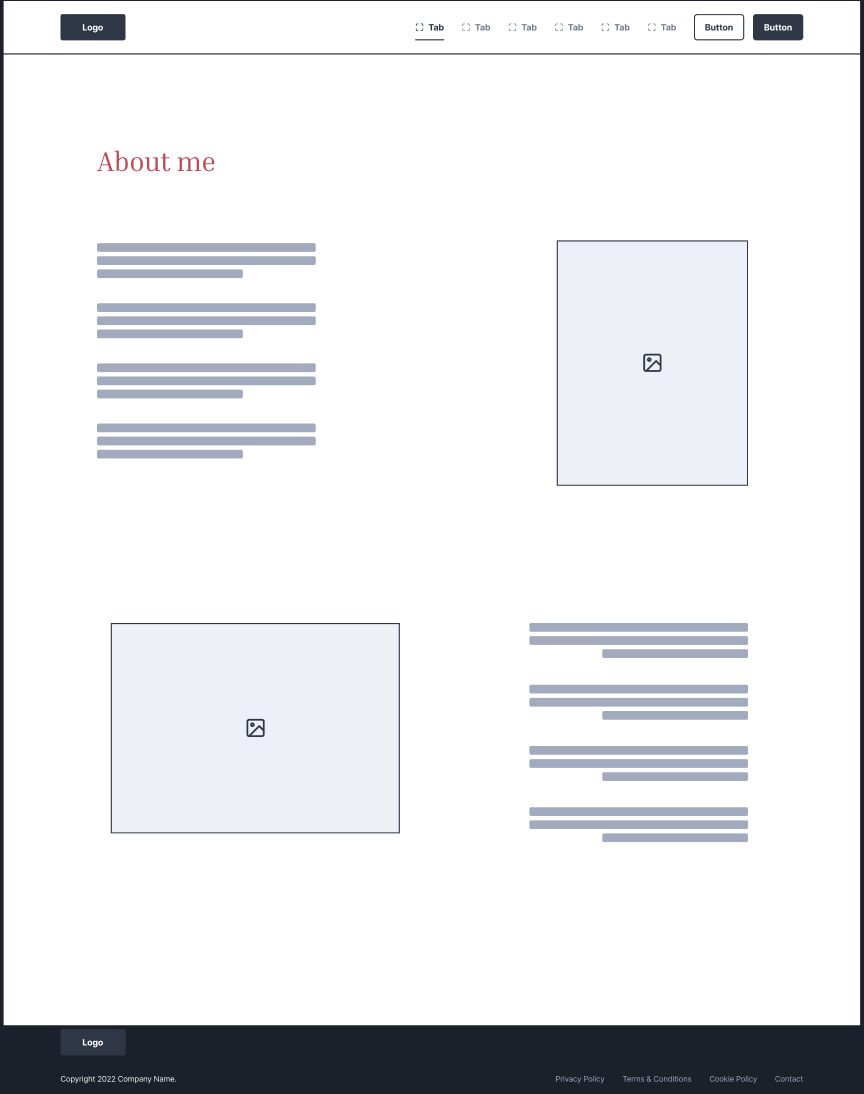 Logo
Tab Tab Tab Tab Tab Tab Button Button
About me
Logo
Copyright 2022 Company Name.
Privacy Policy Terms & Conditions Cookie Policy Contact